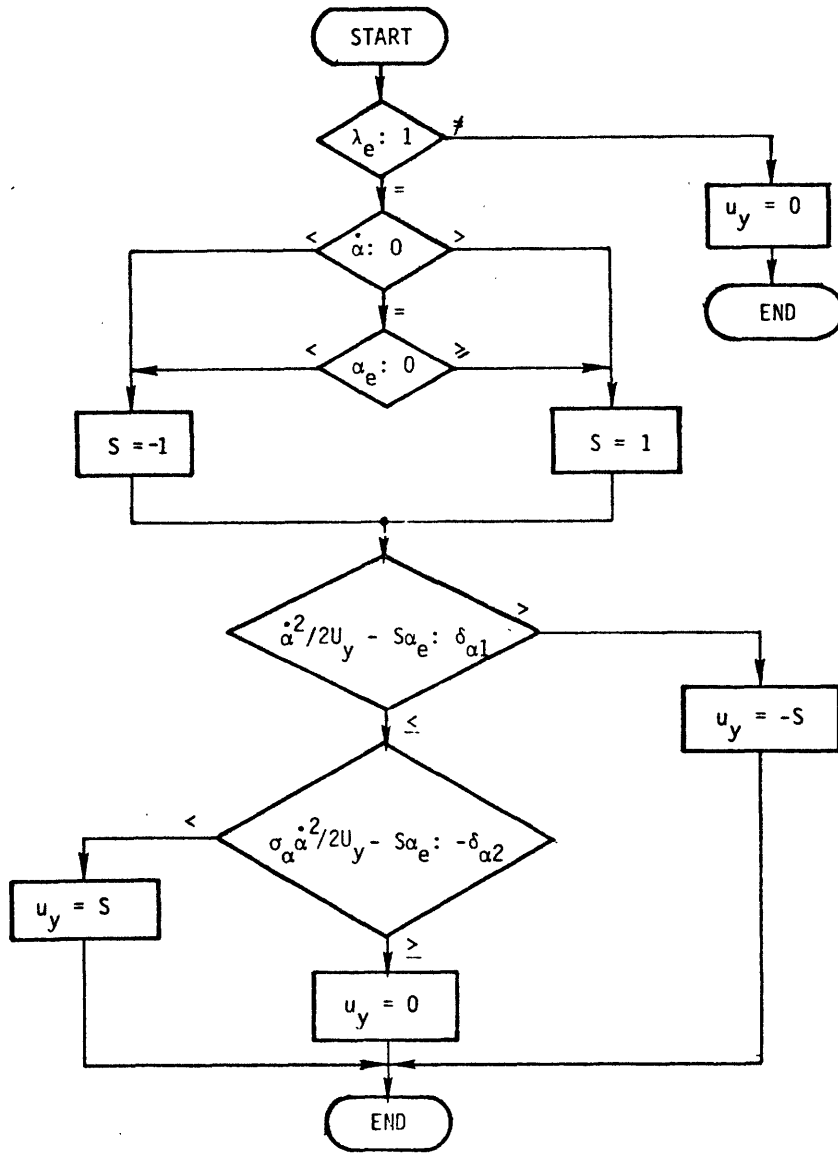 START
λe: 1
≠
=
uy = 0
<
α̇: 0
>
END
=
<
αe: 0
≥
S = -1
S = 1
α̇²/2Uy - Sαe: δα1
>
uy = -S
≤
<
σα α̇²/2Uy - Sαe: -δα2
uy = S
≥
uy = 0
END